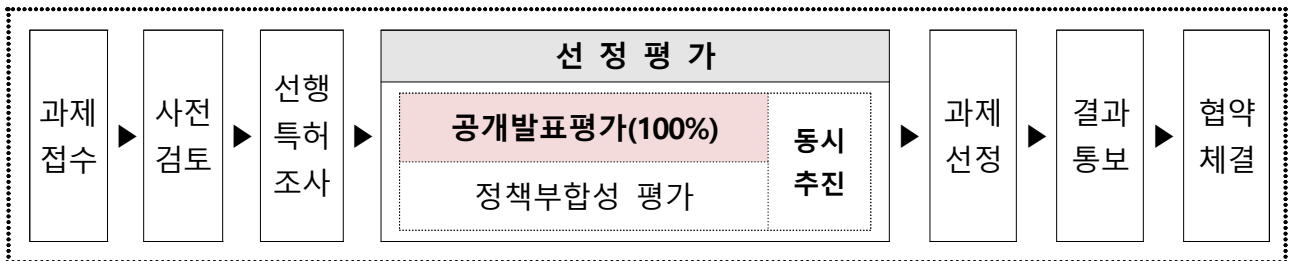 과제
접수
▶
사전
검토
▶
선행
특허
조사
▶
선 정 평 가
공개발표평가(100%)
정책부합성 평가
동시
추진
▶
과제
선정
▶
결과
통보
▶
협약
체결